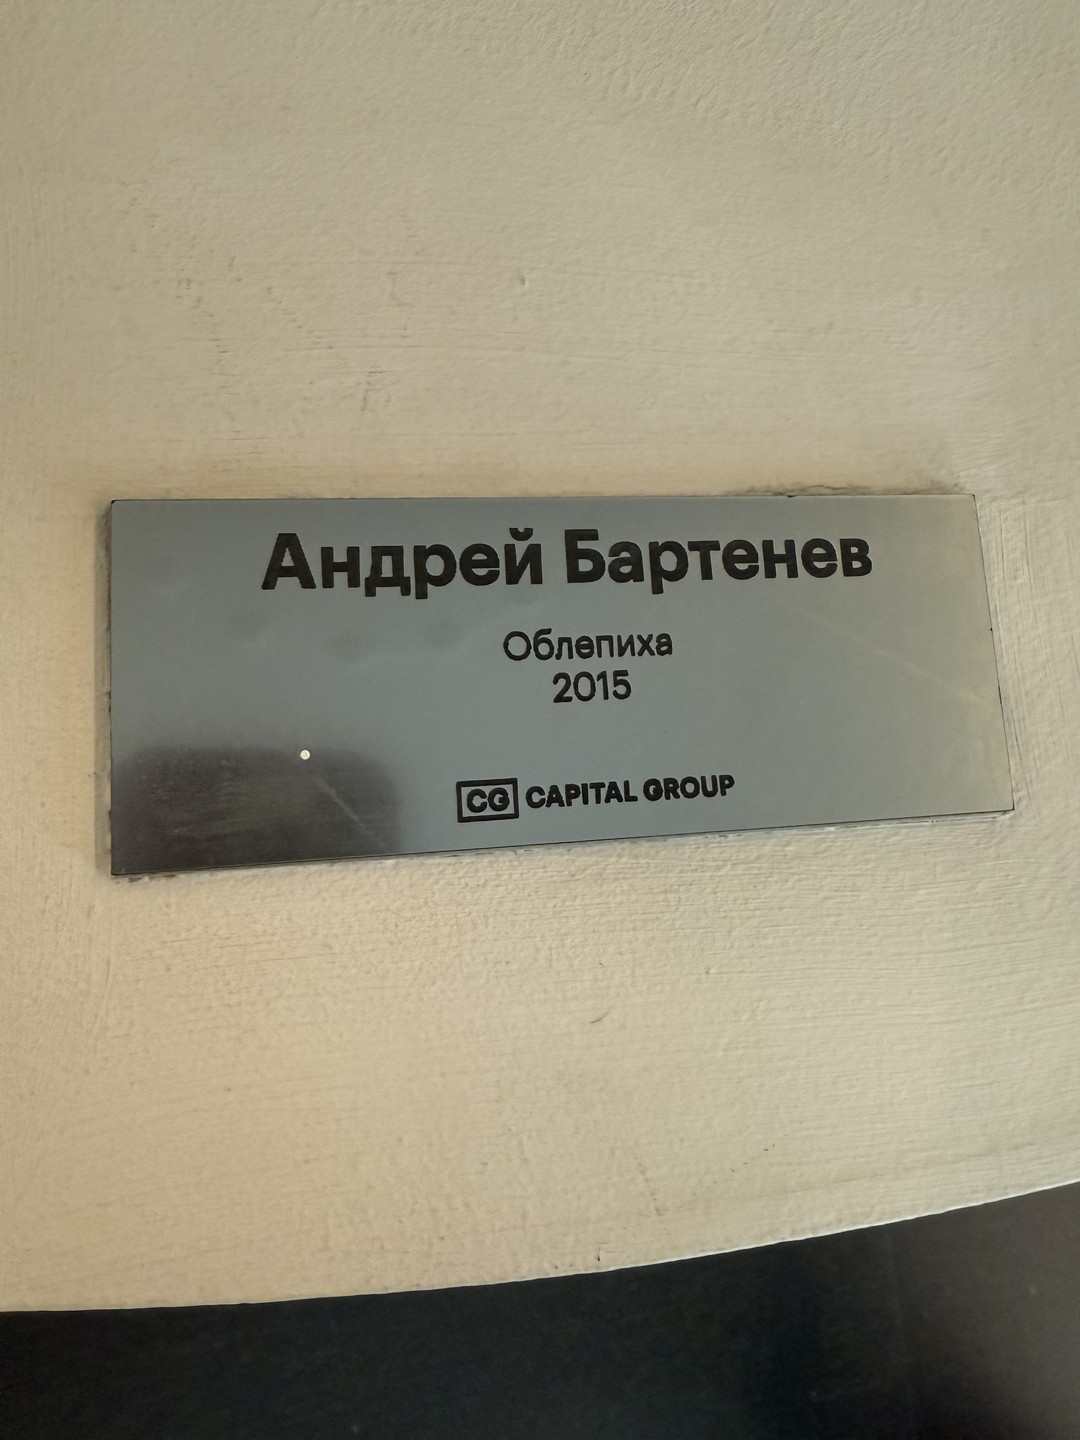 Андрей Бартенев
Облепиха
2015
CG CAPITAL GROUP